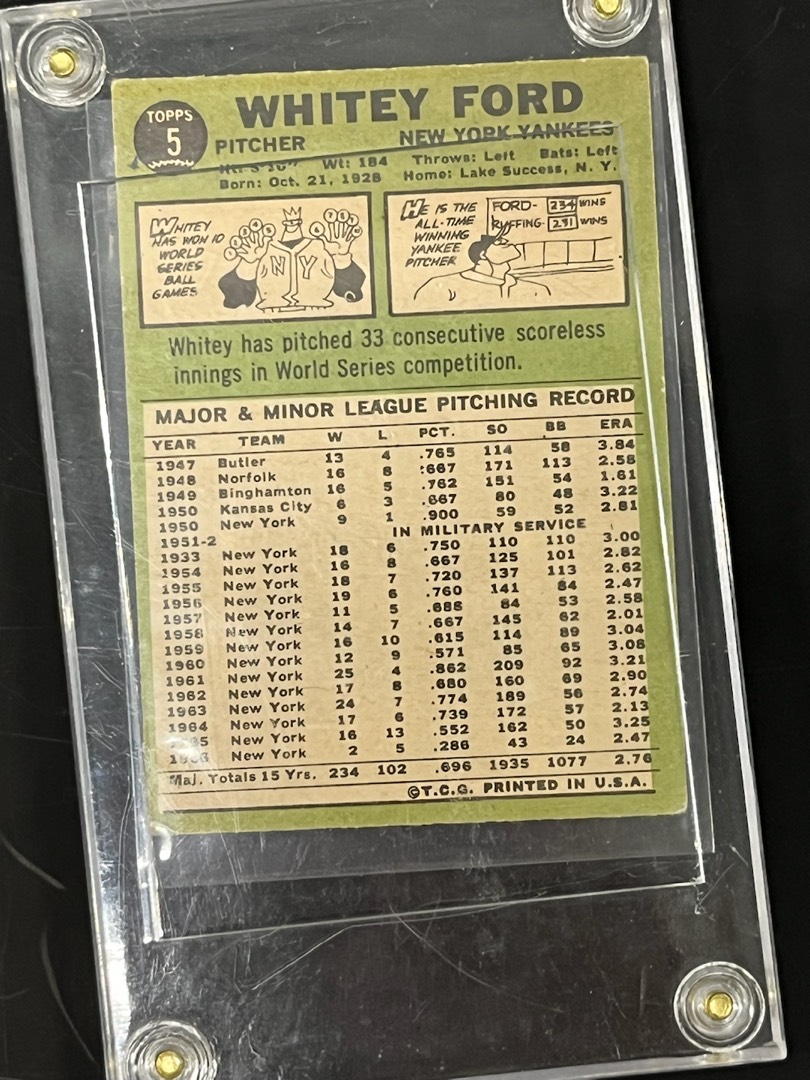 TOPPS
5
WHITEY FORD
PITCHER NEW YORK YANKEES
Wt: 184 Throws: Left Bats: Left
Born: Oct. 21, 1928 Home: Lake Success, N. Y.
WHITEY
HAS WON 10
WORLD
SERIES
BALL
GAMES
NY
HE IS THE
ALL-TIME
WINNING
YANKEE
PITCHER
FORD- 234 WINS
RUFFING- 231 WINS
Whitey has pitched 33 consecutive scoreless
innings in World Series competition.
MAJOR & MINOR LEAGUE PITCHING RECORD
YEAR TEAM W L PCT. SO BB ERA
1947 Butler 13 4 .765 114 58 3.84
1948 Norfolk 16 8 .667 171 113 2.58
1949 Binghamton 16 5 .762 151 54 1.61
1950 Kansas City 6 3 .667 80 48 3.22
1950 New York 9 1 .900 59 52 2.81
1951-2 IN MILITARY SERVICE
1933 New York 18 6 .750 110 110 3.00
1954 New York 16 8 .667 125 101 2.82
1955 New York 18 7 .720 137 113 2.62
1956 New York 19 6 .760 141 84 2.47
1957 New York 11 5 .688 84 53 2.58
1958 New York 14 7 .667 145 62 2.01
1959 New York 16 10 .615 114 89 3.04
1960 New York 12 9 .571 85 65 3.08
1961 New York 25 4 .862 209 92 3.21
1962 New York 17 8 .680 160 69 2.90
1963 New York 24 7 .774 189 56 2.74
1964 New York 17 6 .739 172 57 2.13
1965 New York 16 13 .552 162 50 3.25
1966 New York 2 5 .286 43 24 2.47
Maj. Totals 15 Yrs. 234 102 .696 1935 1077 2.76
©T.C.G. PRINTED IN U.S.A.